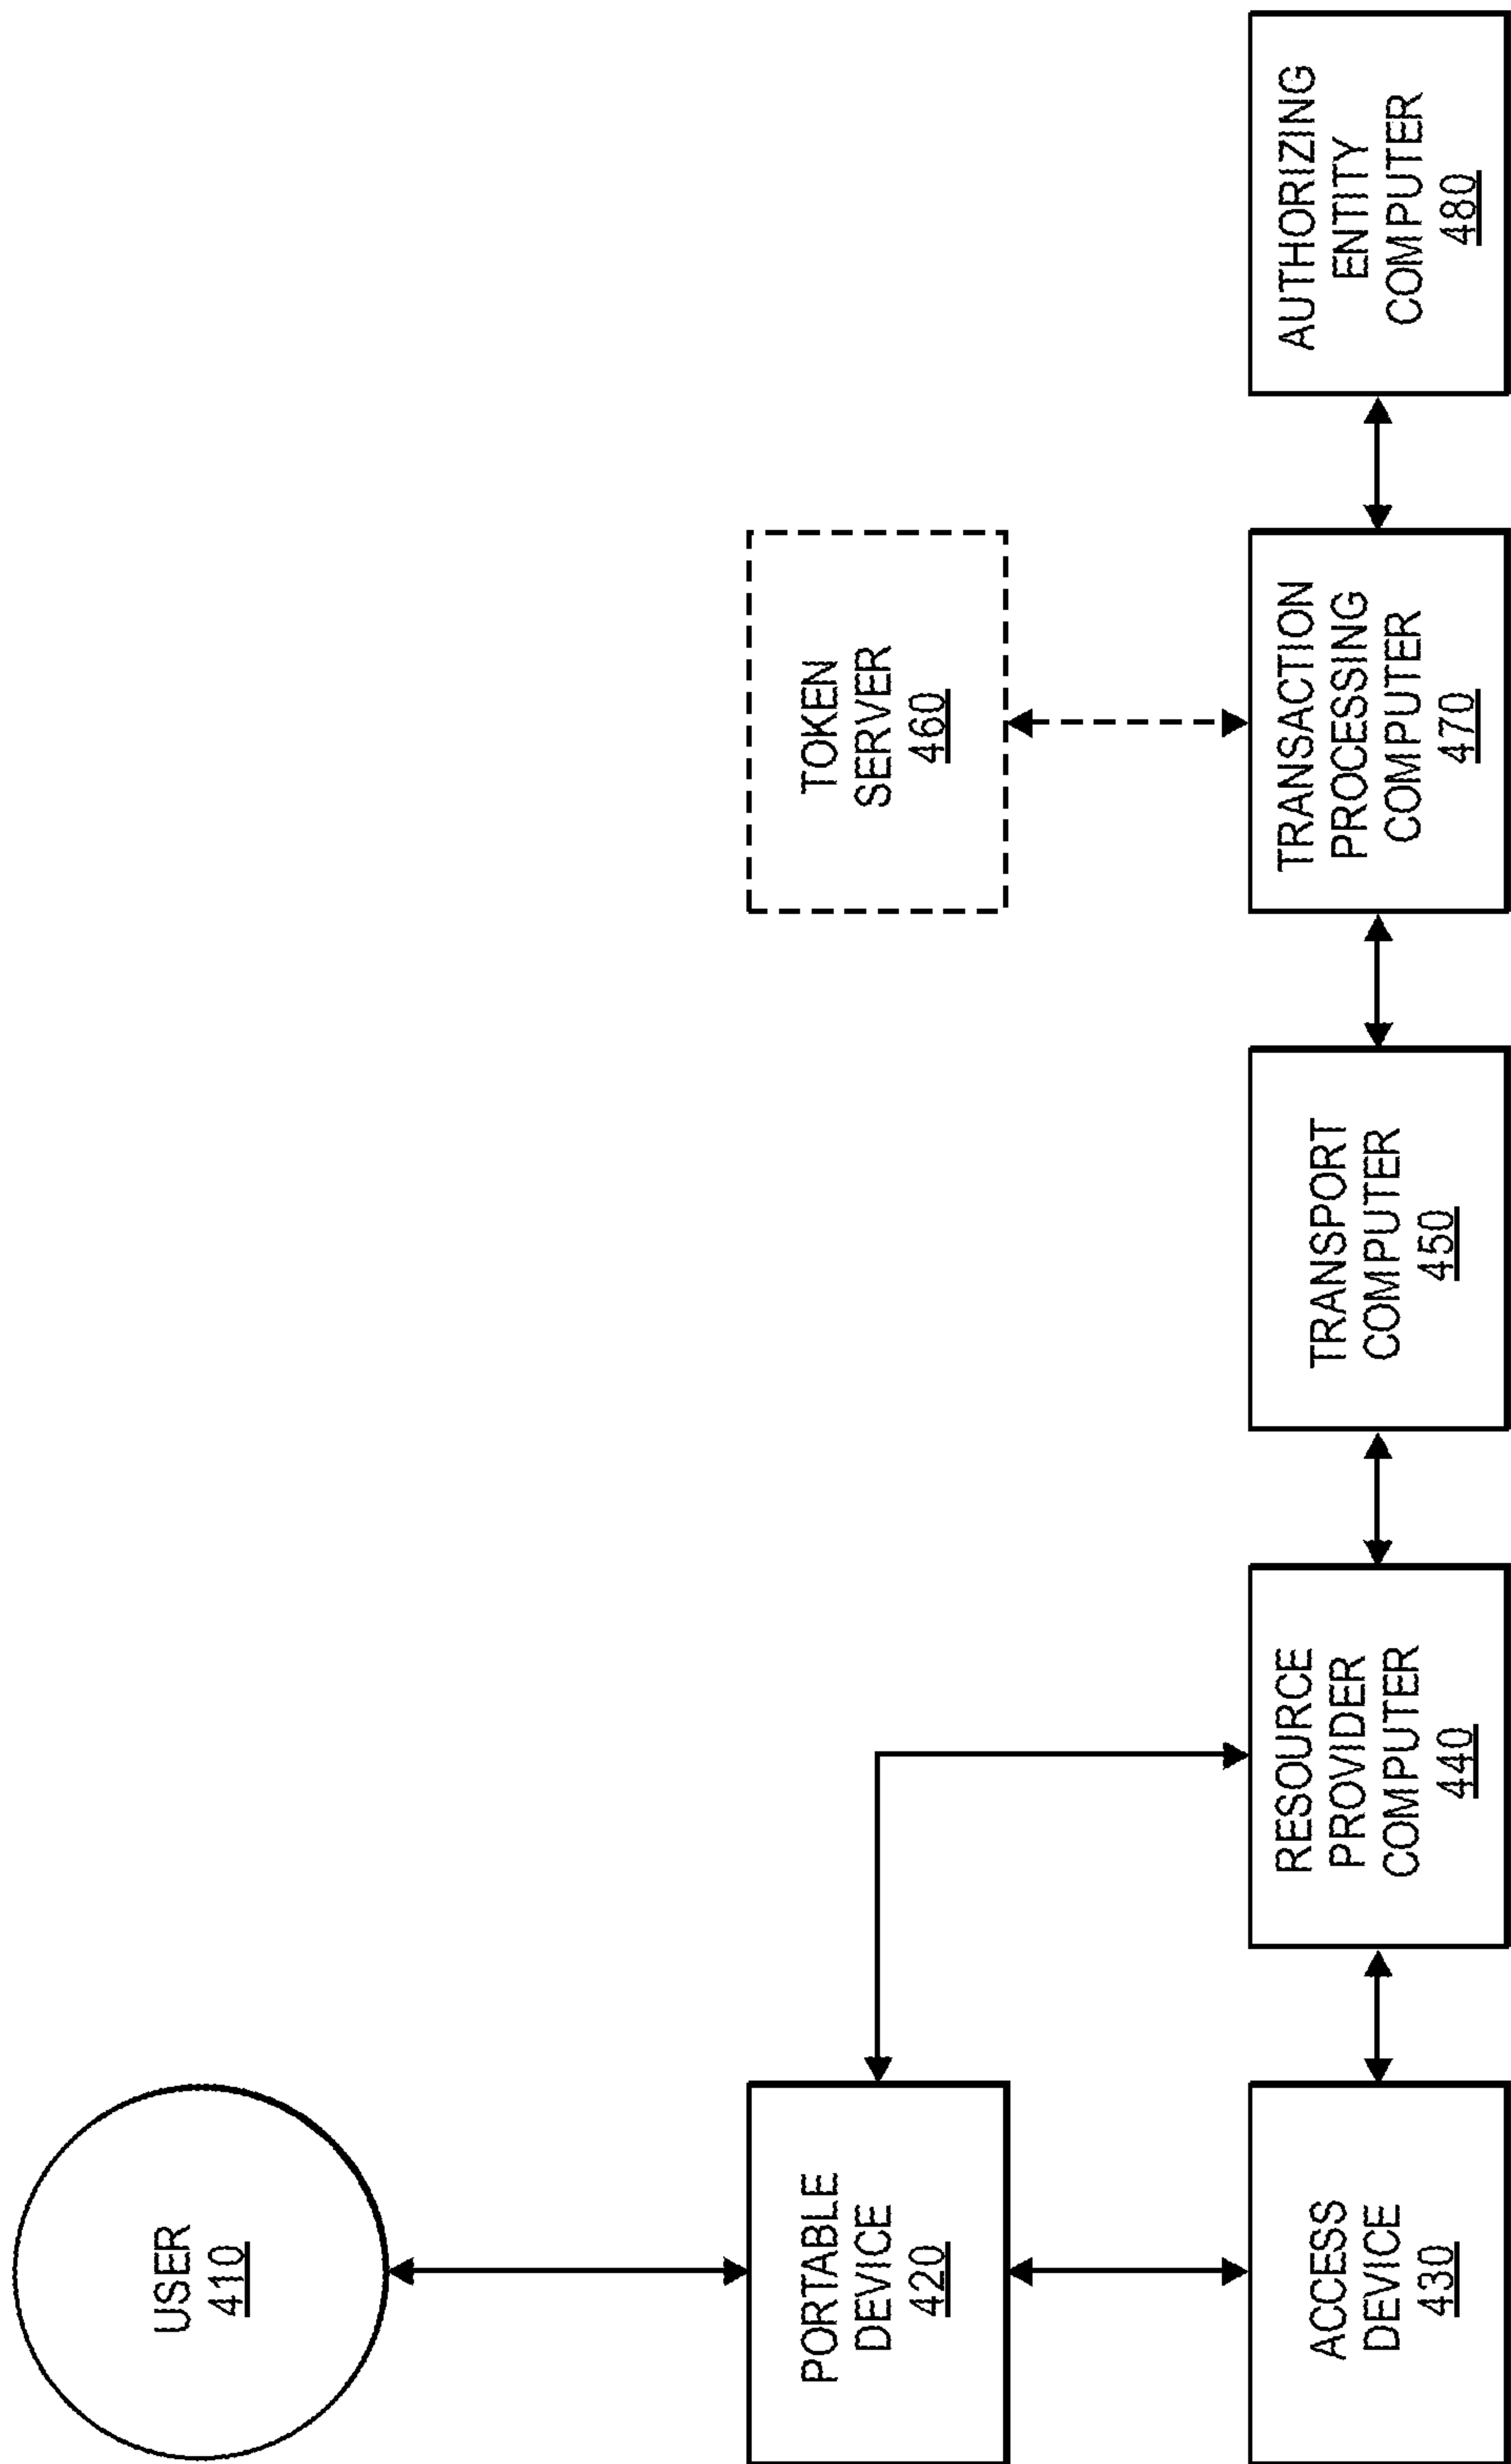 USER
410
PORTABLE
DEVICE
420
TOKEN
SERVER
460
ACCESS
DEVICE
430
RESOURCE
PROVIDER
COMPUTER
440
TRANSPORT
COMPUTER
450
TRANSACTION
PROCESSING
COMPUTER
470
AUTHORIZING
ENTITY
COMPUTER
480